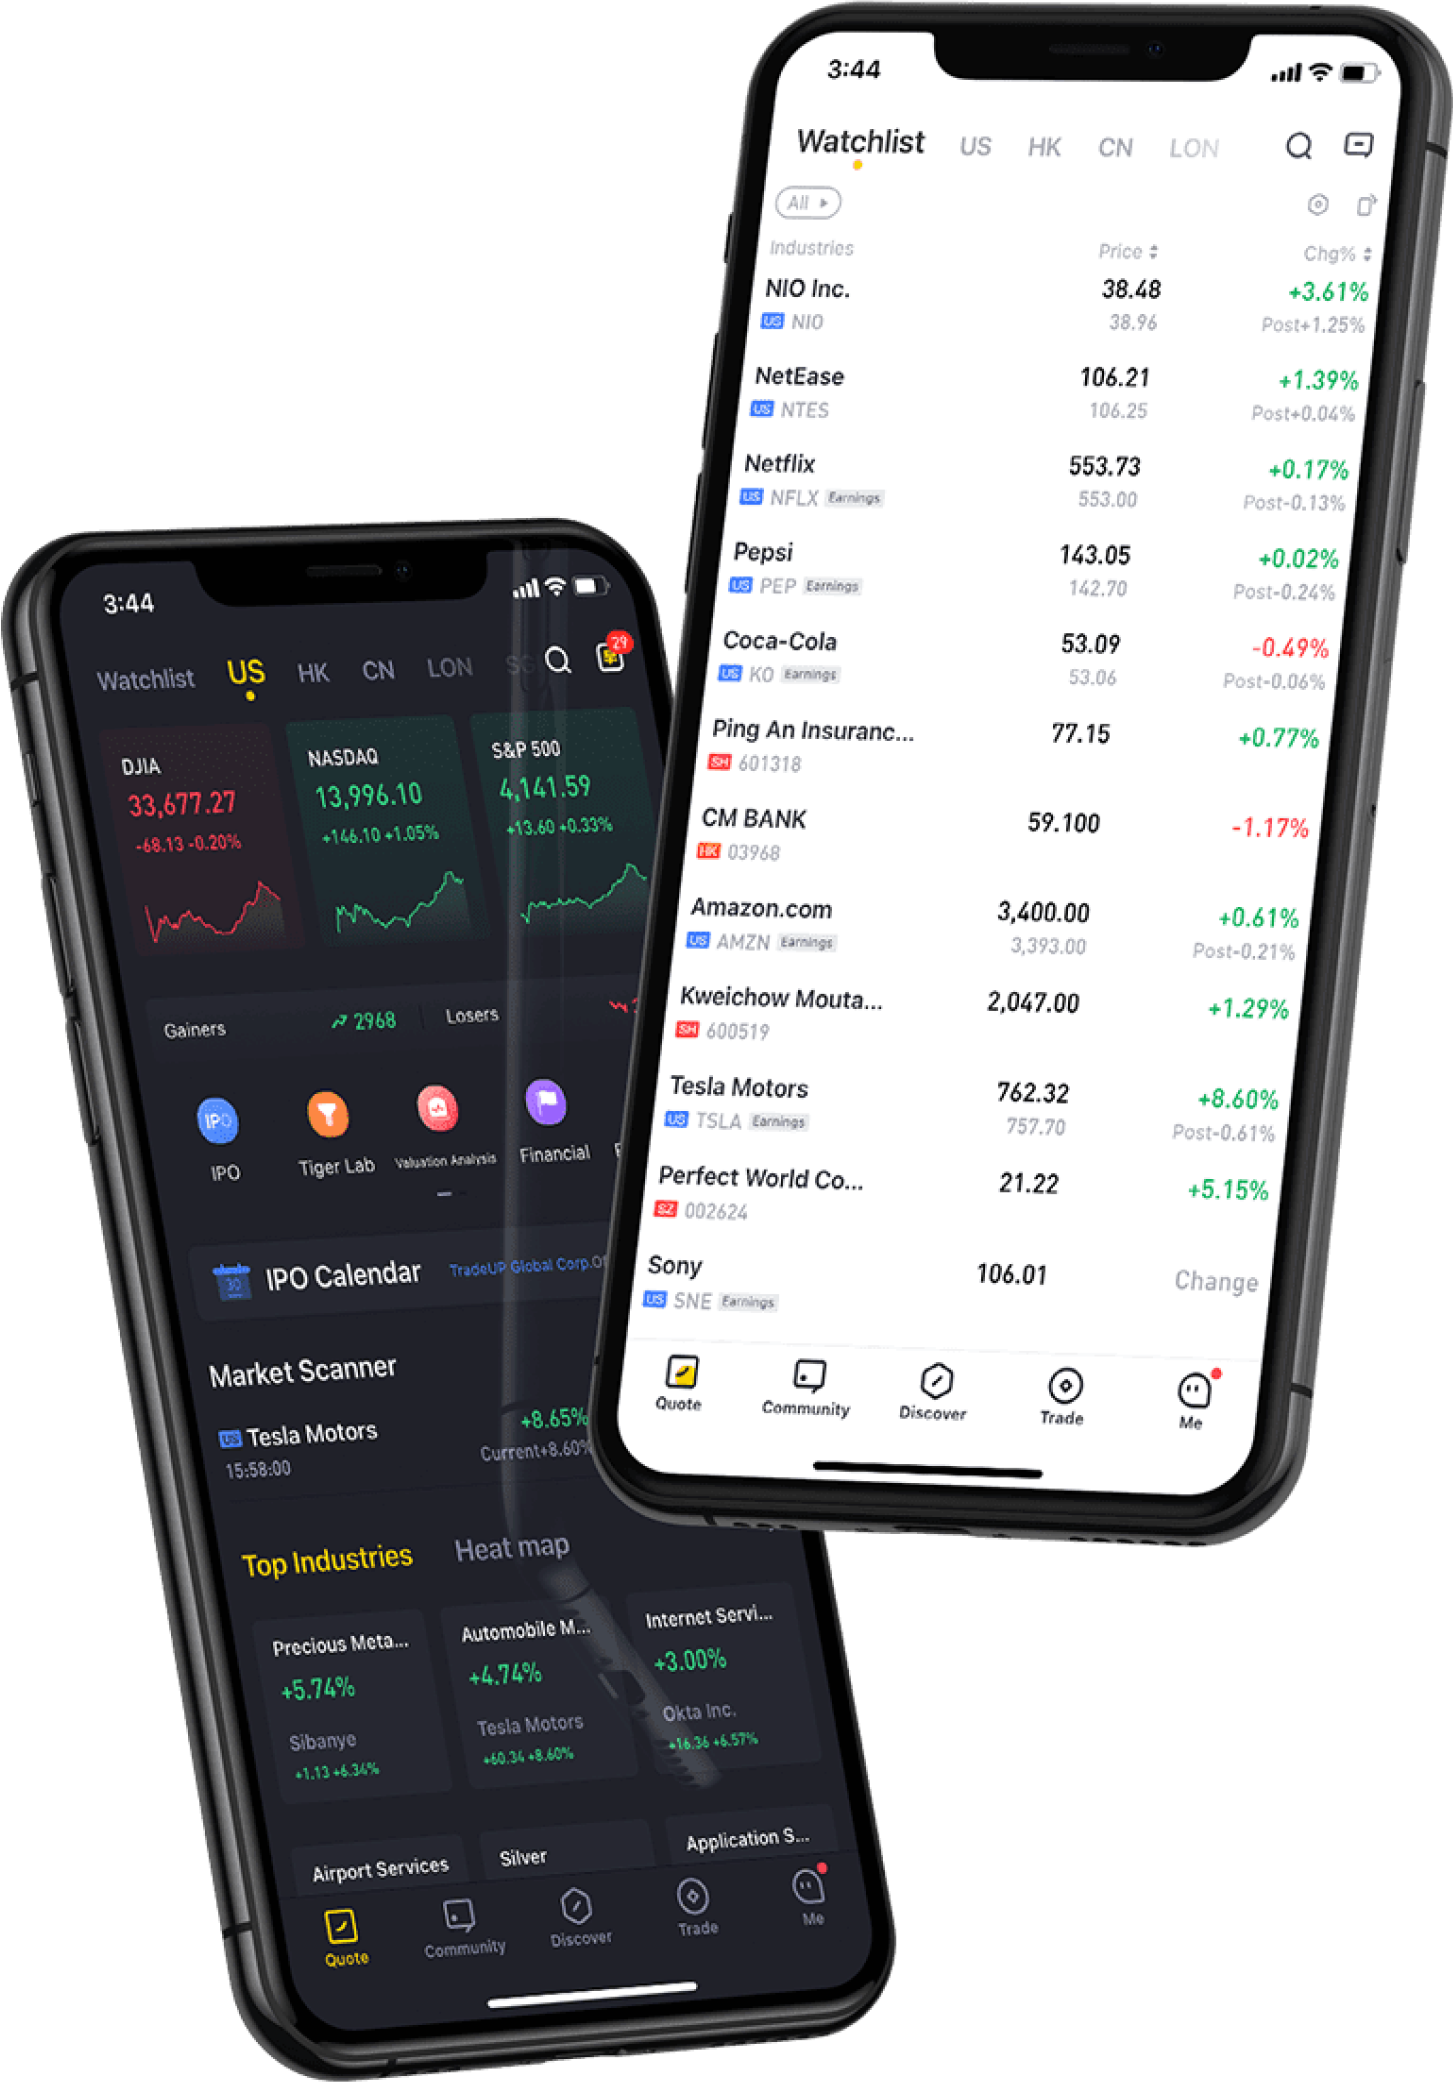 3:44
Watchlist US HK CN LON
All
Industries Price Chg%
NIO Inc. 38.48 +3.61%
US NIO 38.96 Post+1.25%
NetEase 106.21 +1.39%
US NTES 106.25 Post+0.04%
Netflix 553.73 +0.17%
US NFLX Earnings 553.00 Post-0.13%
Pepsi 143.05 +0.02%
US PEP Earnings 142.70 Post-0.24%
Coca-Cola 53.09 -0.49%
US KO Earnings 53.06 Post-0.06%
Ping An Insuranc... 77.15 +0.77%
SH 601318
CM BANK 59.100 -1.17%
HK 03968
Amazon.com 3,400.00 +0.61%
US AMZN Earnings 3,393.00 Post-0.21%
Kweichow Mouta... 2,047.00 +1.29%
SH 600519
Tesla Motors 762.32 +8.60%
US TSLA Earnings 757.70 Post-0.61%
Perfect World Co... 21.22 +5.15%
SZ 002624
Sony 106.01 Change
US SNE Earnings
Quote Community Discover Trade Me
3:44
Watchlist US HK CN LON SG
29
DJIA NASDAQ S&P 500
33,677.27 13,996.10 4,141.59
-68.13 -0.20% +146.10 +1.05% +13.60 +0.33%
Gainers 2968 Losers
IPO
IPO Tiger Lab Valuation Analysis Financial
30 IPO Calendar TradeUP Global Corp.
Market Scanner
US Tesla Motors +8.65%
15:58:00 Current+8.60%
Top Industries Heat map
Precious Meta... Automobile M... Internet Servi...
+5.74% +4.74% +3.00%
Sibanye Tesla Motors Okta Inc.
+1.13 +6.34% +60.34 +8.60% +16.36 +6.57%
Airport Services Silver Application S...
Quote Community Discover Trade Me